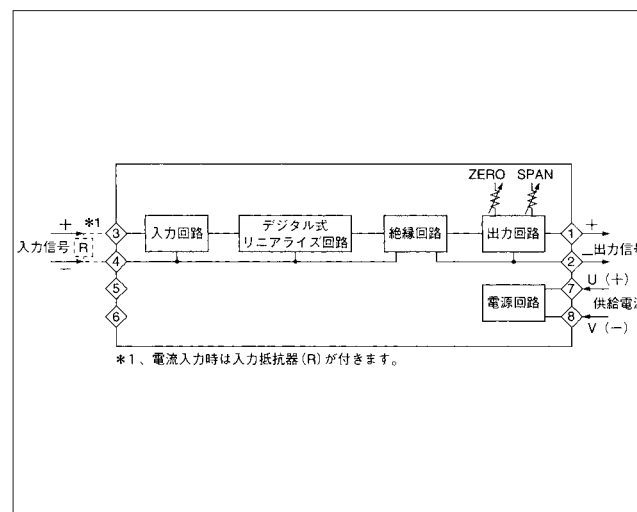 ZERO SPAN
+ *1
3 入力回路
デジタル式
リニアライズ回路
絶縁回路
出力回路
1 +
入力信号 R
− 4
2 − 出力信号
5
6
電源回路
7 U(+)
供給電源
8 V(−)
*1、電流入力時は入力抵抗器(R)が付きます。